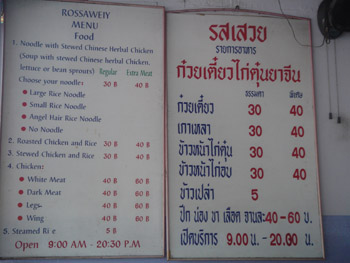 ROSSAWEIY
MENU
Food
1. Noodle with Stewed Chinese Herbal Chicken
(Soup with stewed chinese herbal chicken,
lettuce or bean sprouts) Regular Extra Meat
Choose your noodles 30 B 40 B
• Large Rice Noodle
• Small Rice Noodle
• Angel Hair Rice Noodle
• No Noodle
2. Roasted Chicken and Rice 30 B 40 B
3. Stewed Chicken and Rice 30 B 40 B
4. Chicken:
• White Meat 40 B 60 B
• Dark Meat 40 B 60 B
• Legs 40 B 60 B
• Wing 40 B 60 B
5. Steamed Ri e 5 B 5 B
Open 9:00 AM - 20:30 P.M
รสเสวย
รายการอาหาร
ก๋วยเตี๋ยวไก่ตุ๋นยาจีน
ธรรมดา พิเศษ
ก๋วยเตี๋ยว 30 40
เกาเหลา 30 40
ข้าวหน้าไก่ตุ๋น 30 40
ข้าวหน้าไก่อบ 30 40
ข้าวเปล่า 5
ปีก น่อง ขา เลือด จานละ 40-60 บ.
เปิดบริการ 9.00 น. - 20.00 น.